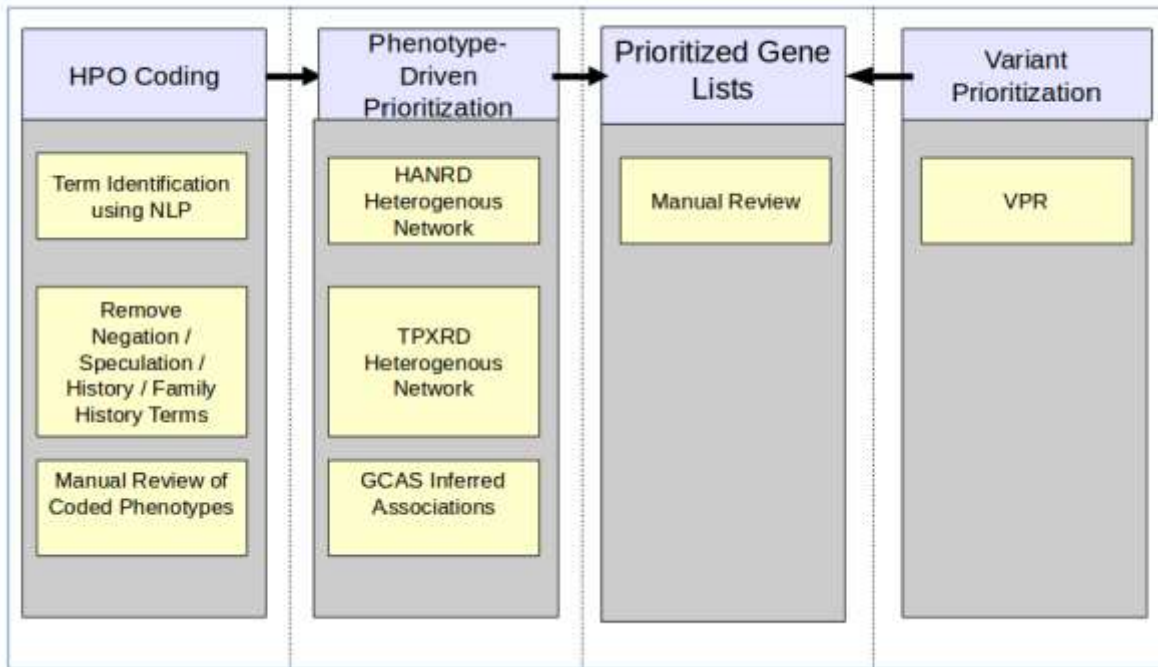 HPO Coding
Term Identification
using NLP
Remove
Negation /
Speculation /
History / Family
History Terms
Manual Review of
Coded Phenotypes
Phenotype-
Driven
Prioritization
HANRD
Heterogenous
Network
TPXRD
Heterogenous
Network
GCAS Inferred
Associations
Prioritized Gene
Lists
Manual Review
Variant
Prioritization
VPR